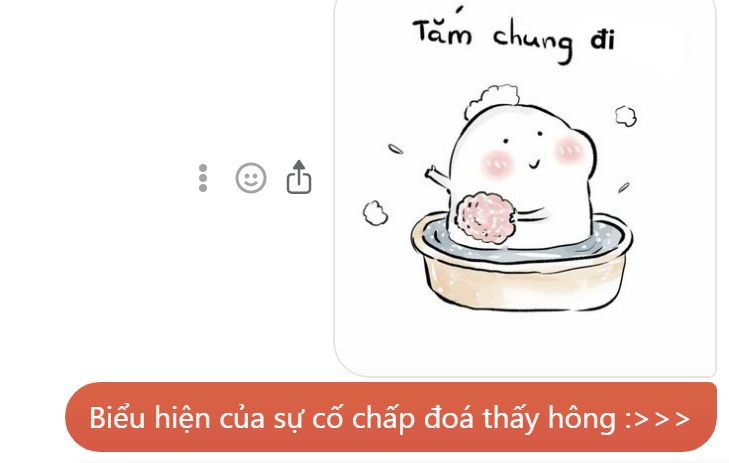 Tắm chung đi
Biểu hiện của sự cố chấp đoá thấy hông :>>>